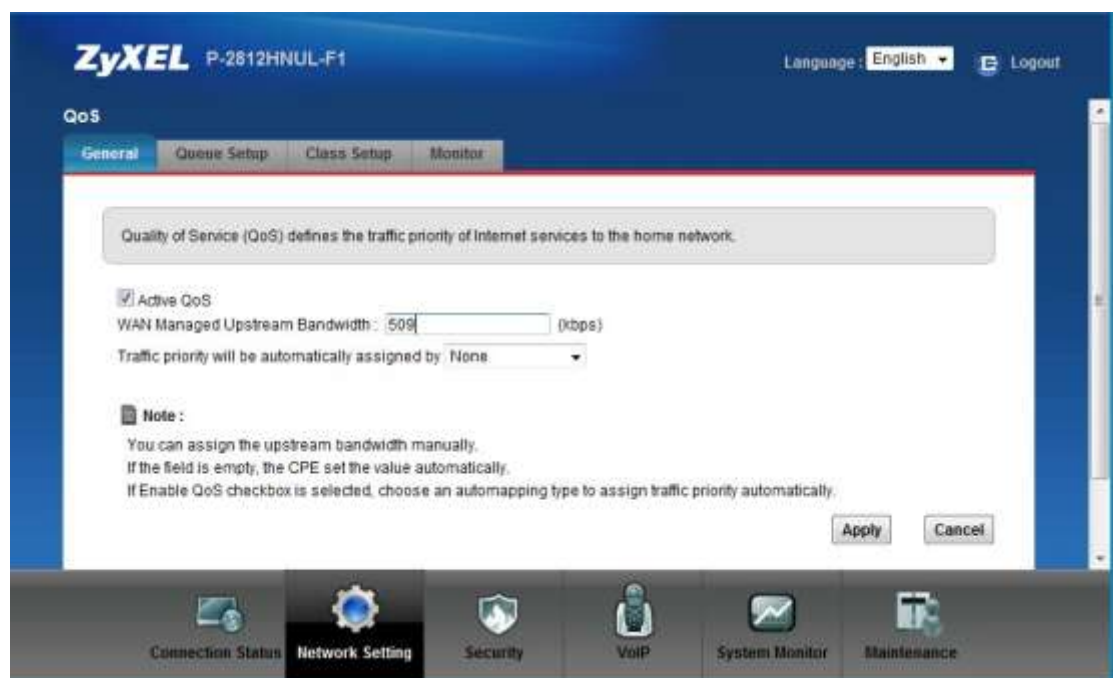 ZyXEL P-2812HNUL-F1 Language : English Logout
QoS
General Queue Setup Class Setup Monitor
Quality of Service (QoS) defines the traffic priority of Internet services to the home network.
Active QoS
WAN Managed Upstream Bandwidth : 509 (kbps)
Traffic priority will be automatically assigned by None
Note :
You can assign the upstream bandwidth manually.
If the field is empty, the CPE set the value automatically.
If Enable QoS checkbox is selected, choose an automapping type to assign traffic priority automatically.
Apply Cancel
Connection Status Network Setting Security VoIP System Monitor Maintenance